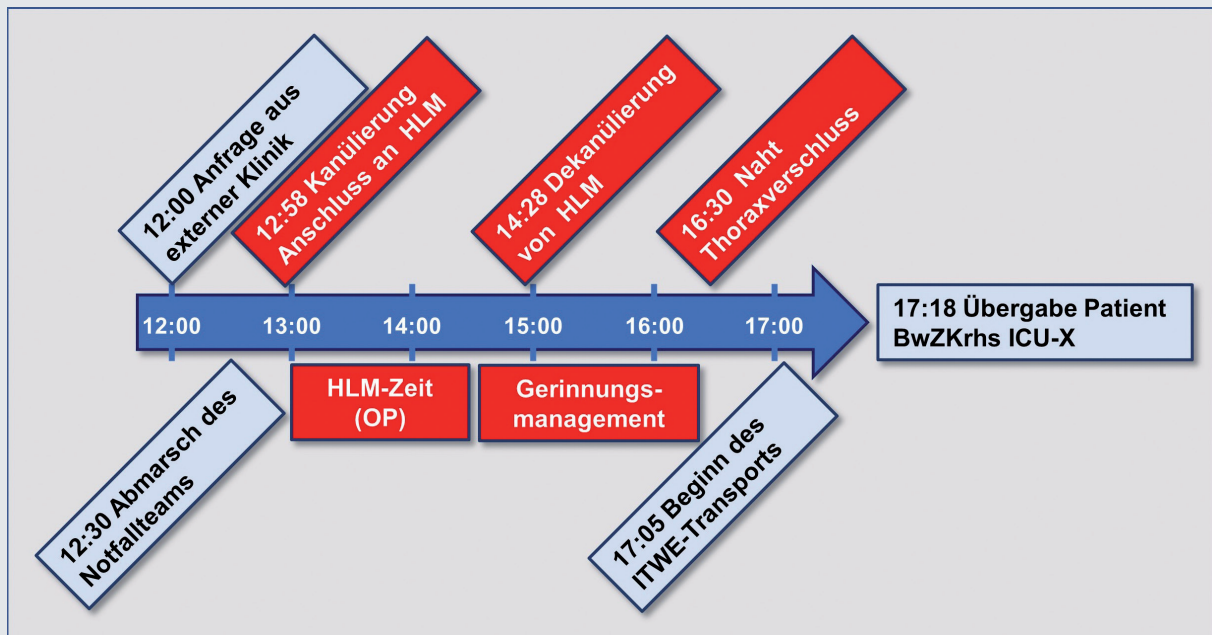 12:00 Anfrage aus
externer Klinik
12:58 Kanülierung
Anschluss an HLM
14:28 Dekanülierung
von HLM
16:30 Naht
Thoraxverschluss
12:00
13:00
14:00
15:00
16:00
17:00
17:18 Übergabe Patient
BwZKrhs ICU-X
HLM-Zeit
(OP)
Gerinnungs-
management
12:30 Abmarsch des
Notfallteams
17:05 Beginn des
ITWE-Transports